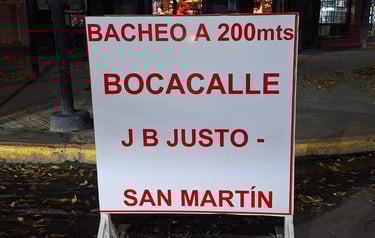 BACHEO A 200mts
BOCACALLE
J B JUSTO -
SAN MARTÍN